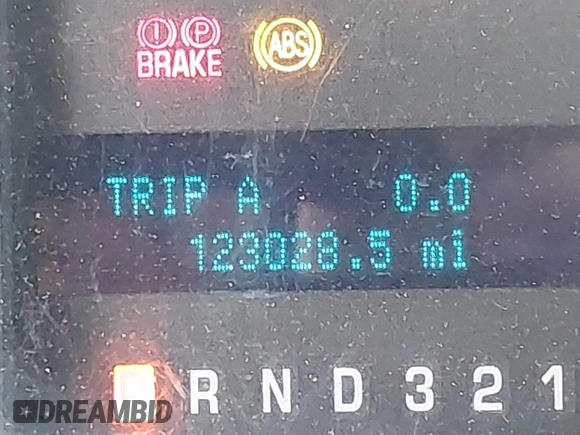 (!) (P)
BRAKE
(ABS)
TRIP A 0.0
123028.5 mi
P R N D 3 2 1
DREAMBID